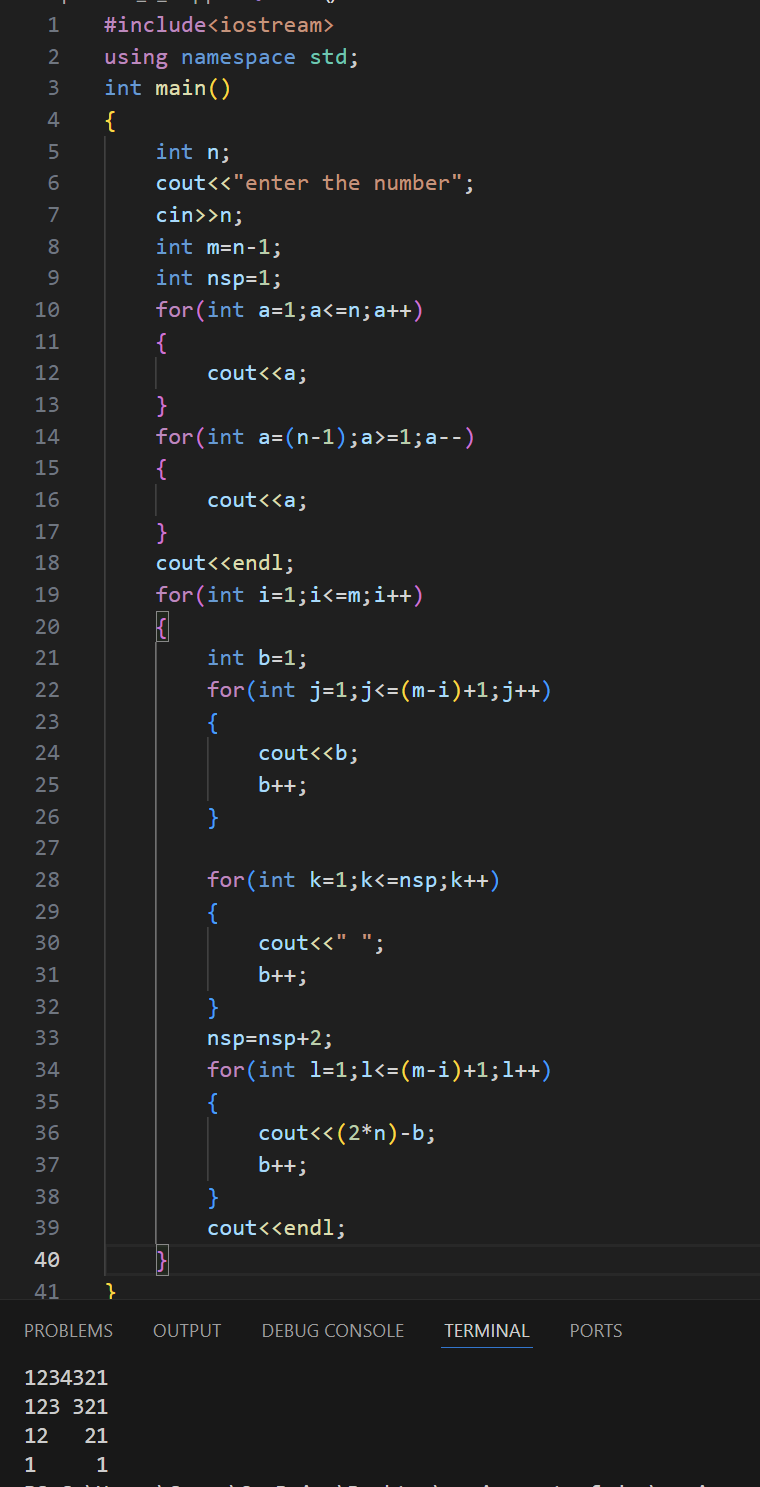 1 #include<iostream>
2 using namespace std;
3 int main()
4 {
5     int n;
6     cout<<"enter the number";
7     cin>>n;
8     int m=n-1;
9     int nsp=1;
10     for(int a=1;a<=n;a++)
11     {
12         cout<<a;
13     }
14     for(int a=(n-1);a>=1;a--)
15     {
16         cout<<a;
17     }
18     cout<<endl;
19     for(int i=1;i<=m;i++)
20     {
21         int b=1;
22         for(int j=1;j<=(m-i)+1;j++)
23         {
24             cout<<b;
25             b++;
26         }
27
28         for(int k=1;k<=nsp;k++)
29         {
30             cout<<" ";
31             b++;
32         }
33         nsp=nsp+2;
34         for(int l=1;l<=(m-i)+1;l++)
35         {
36             cout<<(2*n)-b;
37             b++;
38         }
39         cout<<endl;
40     }
41 }
PROBLEMS OUTPUT DEBUG CONSOLE TERMINAL PORTS
1234321
123 321
12   21
1     1